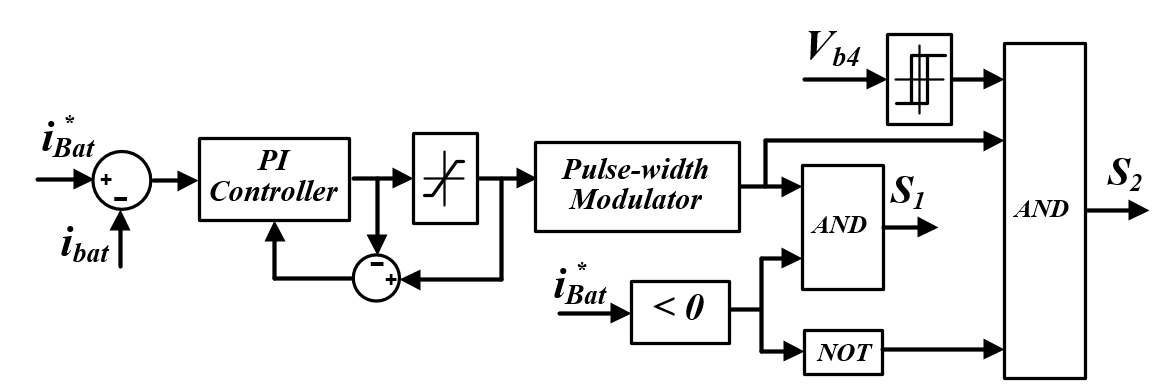 V_b4
i*_Bat
+
−
i_bat
PI
Controller
−
+
Pulse-width
Modulator
i*_Bat
< 0
AND
S_1
NOT
AND
S_2